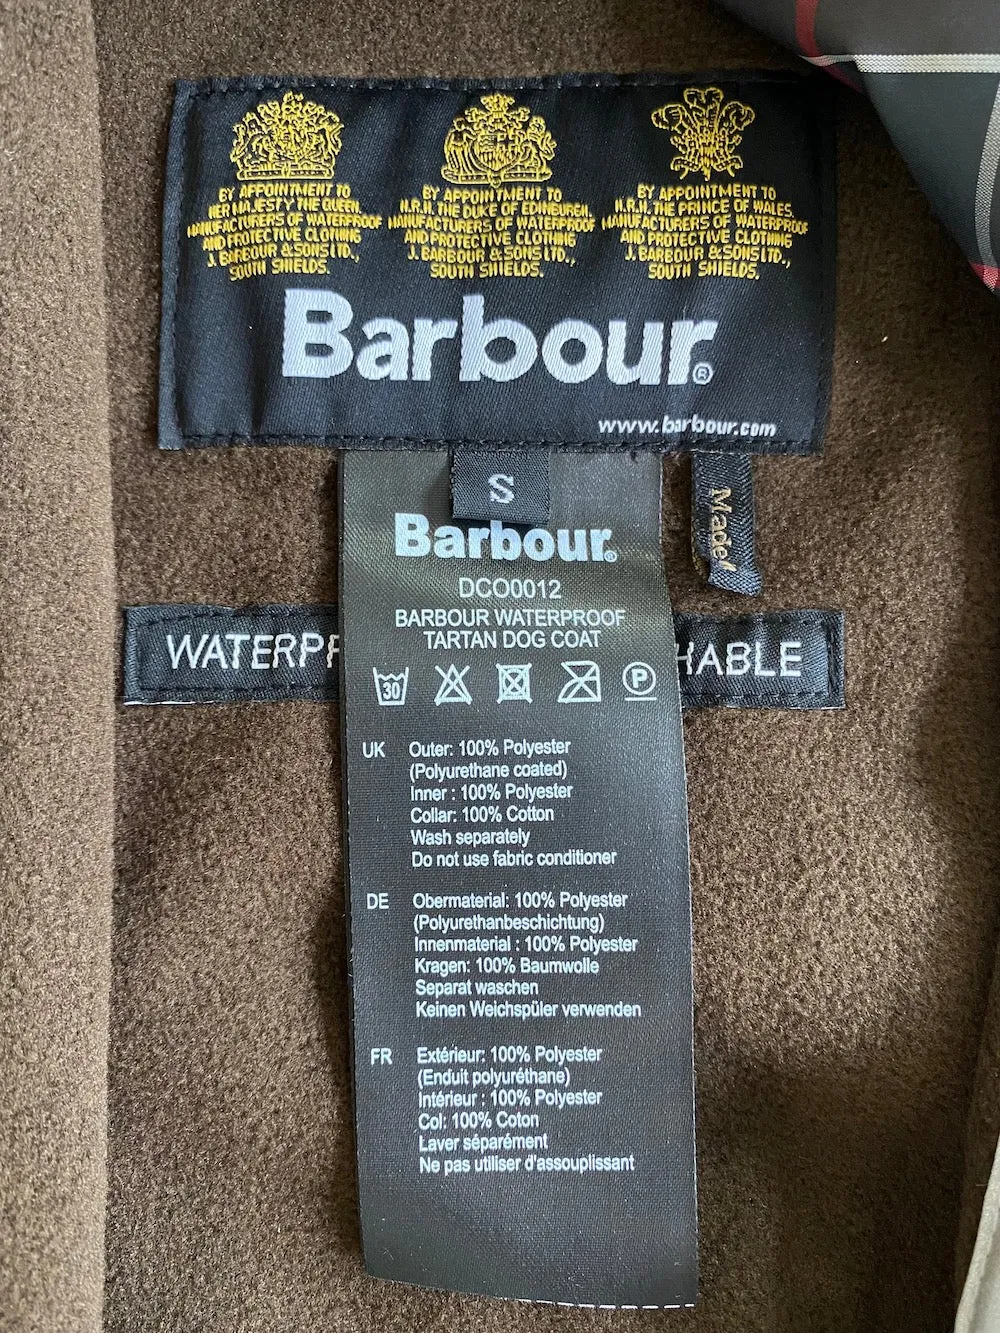 BY APPOINTMENT TO
HER MAJESTY THE QUEEN,
MANUFACTURERS OF WATERPROOF
AND PROTECTIVE CLOTHING
J. BARBOUR & SONS LTD.,
SOUTH SHIELDS.
BY APPOINTMENT TO
H.R.H. THE DUKE OF EDINBURGH,
MANUFACTURERS OF WATERPROOF
AND PROTECTIVE CLOTHING
J. BARBOUR & SONS LTD.,
SOUTH SHIELDS.
BY APPOINTMENT TO
H.R.H. THE PRINCE OF WALES,
MANUFACTURERS OF WATERPROOF
AND PROTECTIVE CLOTHING
J. BARBOUR & SONS LTD.,
SOUTH SHIELDS.
Barbour®
www.barbour.com
S
Made
Barbour®
DCO0012
BARBOUR WATERPROOF
TARTAN DOG COAT
WATERP HABLE
30 P
UK Outer: 100% Polyester
(Polyurethane coated)
Inner : 100% Polyester
Collar: 100% Cotton
Wash separately
Do not use fabric conditioner
DE Obermaterial: 100% Polyester
(Polyurethanbeschichtung)
Innenmaterial : 100% Polyester
Kragen: 100% Baumwolle
Separat waschen
Keinen Weichspüler verwenden
FR Extérieur: 100% Polyester
(Enduit polyuréthane)
Intérieur : 100% Polyester
Col: 100% Coton
Laver séparément
Ne pas utiliser d'assouplissant